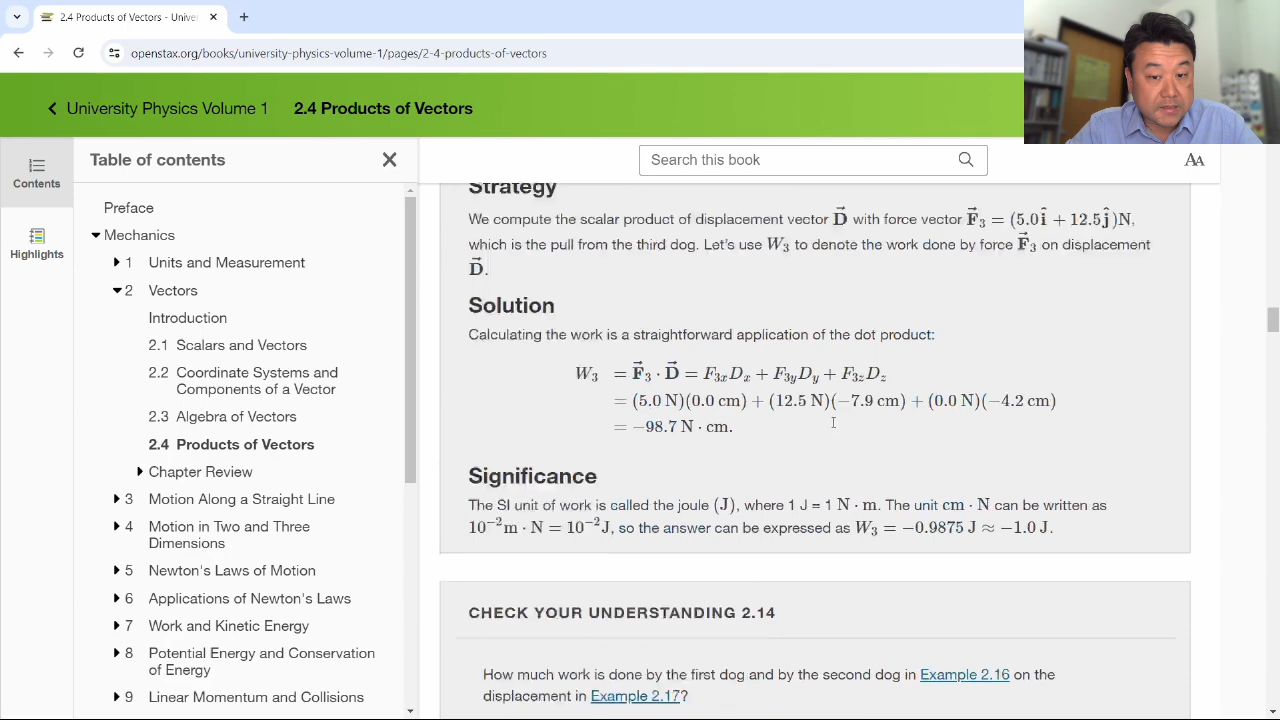 2.4 Products of Vectors - Univers
openstax.org/books/university-physics-volume-1/pages/2-4-products-of-vectors
University Physics Volume 1 2.4 Products of Vectors
Contents
Highlights
Table of contents
Preface
Mechanics
1 Units and Measurement
2 Vectors
Introduction
2.1 Scalars and Vectors
2.2 Coordinate Systems and
Components of a Vector
2.3 Algebra of Vectors
2.4 Products of Vectors
Chapter Review
3 Motion Along a Straight Line
4 Motion in Two and Three
Dimensions
5 Newton's Laws of Motion
6 Applications of Newton's Laws
7 Work and Kinetic Energy
8 Potential Energy and Conservation
of Energy
9 Linear Momentum and Collisions
Search this book
AA
Strategy
We compute the scalar product of displacement vector D⃗ with force vector F⃗₃ = (5.0î + 12.5ĵ)N,
which is the pull from the third dog. Let's use W₃ to denote the work done by force F⃗₃ on displacement
D⃗.
Solution
Calculating the work is a straightforward application of the dot product:
W₃ = F⃗₃ · D⃗ = F₃ₓDₓ + F₃yDy + F₃zDz
= (5.0 N)(0.0 cm) + (12.5 N)(−7.9 cm) + (0.0 N)(−4.2 cm)
= −98.7 N · cm.
Significance
The SI unit of work is called the joule (J), where 1 J = 1 N · m. The unit cm · N can be written as
10⁻²m · N = 10⁻²J, so the answer can be expressed as W₃ = −0.9875 J ≈ −1.0 J.
CHECK YOUR UNDERSTANDING 2.14
How much work is done by the first dog and by the second dog in Example 2.16 on the
displacement in Example 2.17?